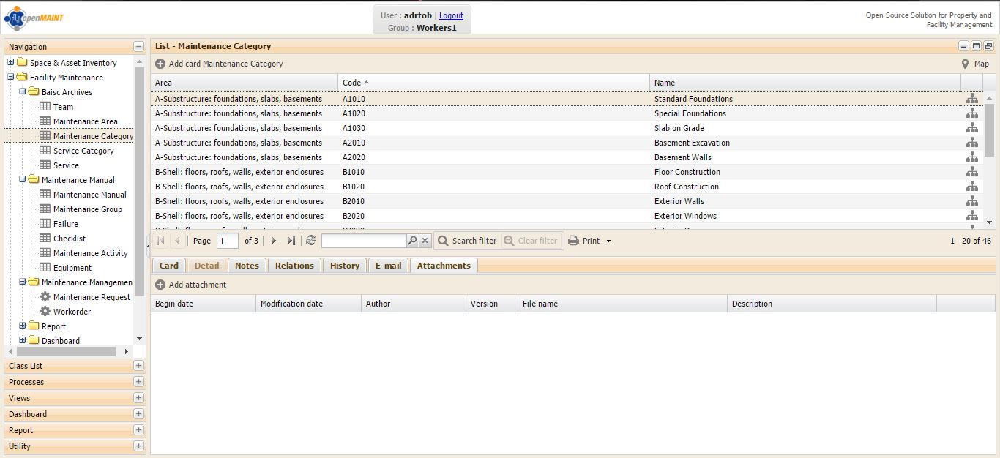 openMAINT
User : adrtob | Logout
Group : Workers1
Open Source Solution for Property and
Facility Management
Navigation
Space & Asset Inventory
Facility Maintenance
Baisc Archives
Team
Maintenance Area
Maintenance Category
Service Category
Service
Maintenance Manual
Maintenance Manual
Maintenance Group
Failure
Checklist
Maintenance Activity
Equipment
Maintenance Managemen
Maintenance Request
Workorder
Report
Dashboard
Class List
Processes
Views
Dashboard
Report
Utility
List - Maintenance Category
Add card Maintenance Category
Map
Area Code Name
A-Substructure: foundations, slabs, basements A1010 Standard Foundations
A-Substructure: foundations, slabs, basements A1020 Special Foundations
A-Substructure: foundations, slabs, basements A1030 Slab on Grade
A-Substructure: foundations, slabs, basements A2010 Basement Excavation
A-Substructure: foundations, slabs, basements A2020 Basement Walls
B-Shell: floors, roofs, walls, exterior enclosures B1010 Floor Construction
B-Shell: floors, roofs, walls, exterior enclosures B1020 Roof Construction
B-Shell: floors, roofs, walls, exterior enclosures B2010 Exterior Walls
B-Shell: floors, roofs, walls, exterior enclosures B2020 Exterior Windows
Page 1 of 3 Search filter Clear filter Print 1 - 20 of 46
Card Detail Notes Relations History E-mail Attachments
Add attachment
Begin date Modification date Author Version File name Description